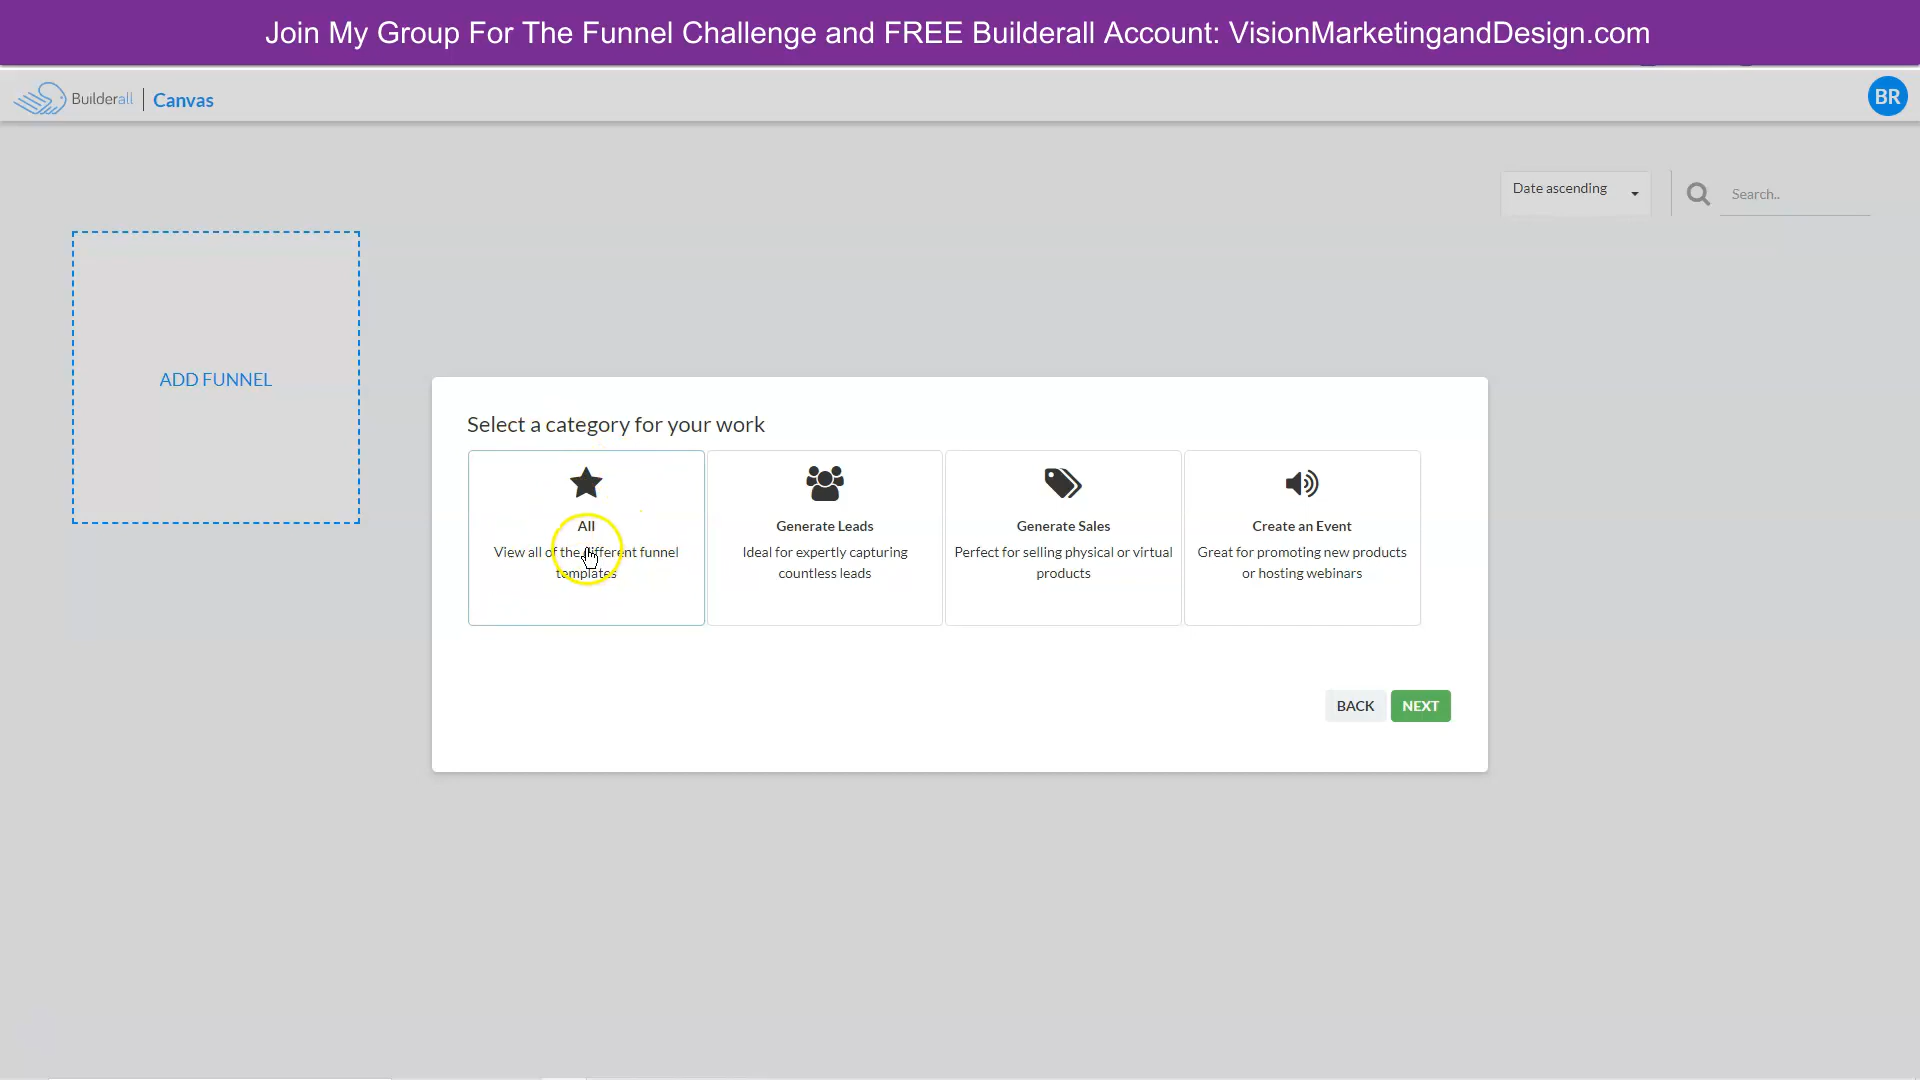 Join My Group For The Funnel Challenge and FREE Builderall Account: VisionMarketingandDesign.com
Builderall | Canvas
BR
Date ascending
Search..
ADD FUNNEL
Select a category for your work
All
View all of the different funnel
templates
Generate Leads
Ideal for expertly capturing
countless leads
Generate Sales
Perfect for selling physical or virtual
products
Create an Event
Great for promoting new products
or hosting webinars
BACK
NEXT